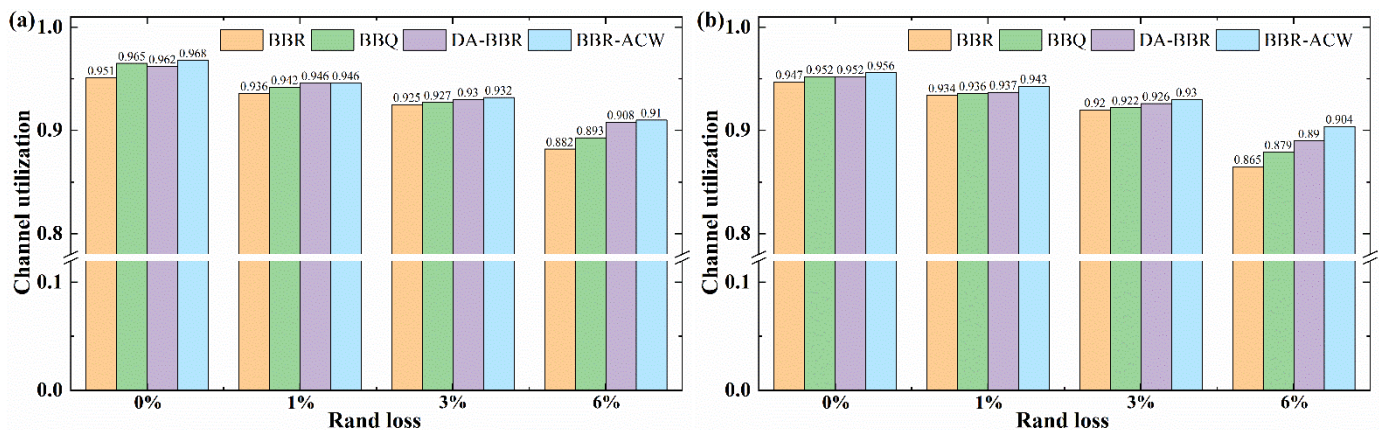 (a)
1.0
0.9
0.8
0.1
0.0
Channel utilization
BBR BBQ DA-BBR BBR-ACW
0.951 0.965 0.962 0.968
0.936 0.942 0.946 0.946
0.925 0.927 0.93 0.932
0.882 0.893 0.908 0.91
0% 1% 3% 6%
Rand loss
(b)
1.0
0.9
0.8
0.1
0.0
Channel utilization
BBR BBQ DA-BBR BBR-ACW
0.947 0.952 0.952 0.956
0.934 0.936 0.937 0.943
0.92 0.922 0.926 0.93
0.865 0.879 0.89 0.904
0% 1% 3% 6%
Rand loss